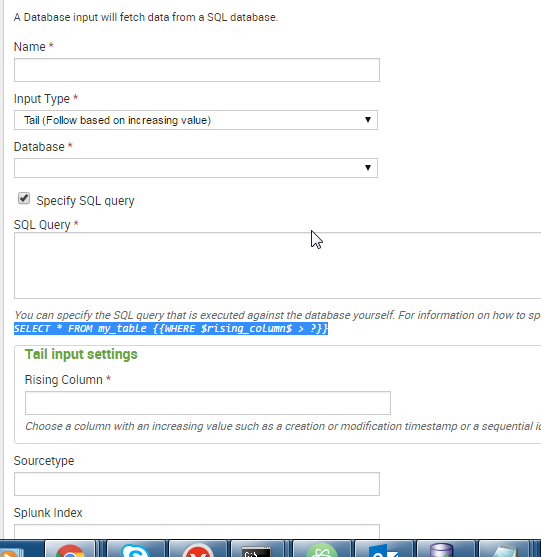 A Database input will fetch data from a SQL database.
Name *
Input Type *
Tail (Follow based on increasing value)
Database *
Specify SQL query
SQL Query *
You can specify the SQL query that is executed against the database yourself. For information on how to
SELECT * FROM my_table {{WHERE $rising_column$ > ?}}
Tail input settings
Rising Column *
Choose a column with an increasing value such as a creation or modification timestamp or a sequential
Sourcetype
Splunk Index